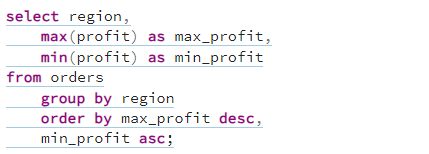 select region,
    max(profit) as max_profit,
    min(profit) as min_profit
from orders
    group by region
    order by max_profit desc,
    min_profit asc;